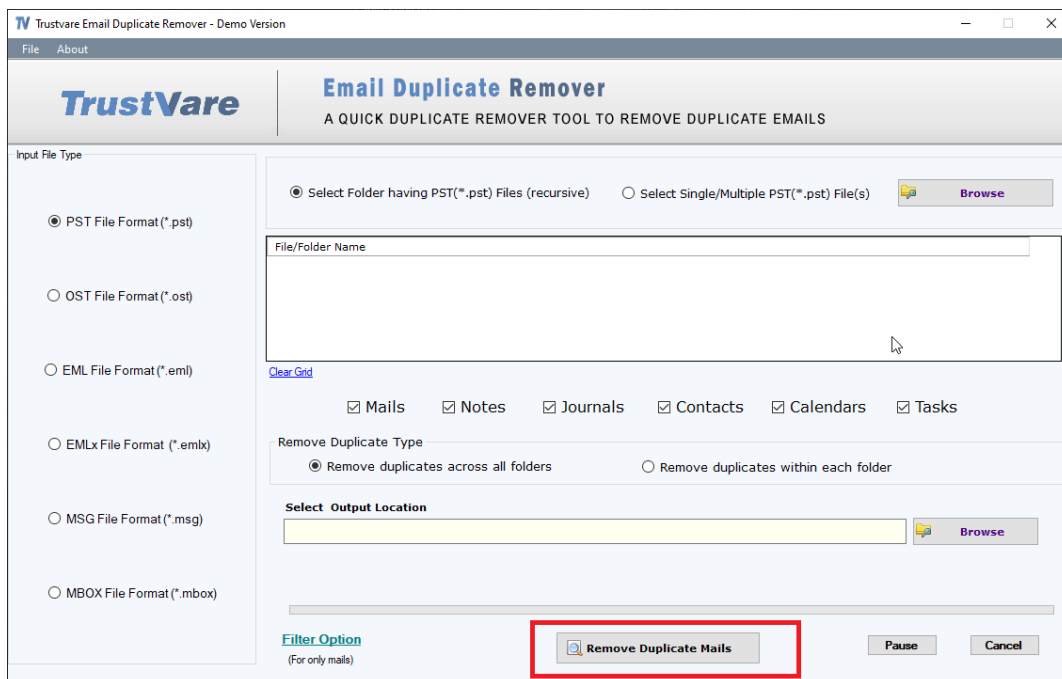 TV Trustvare Email Duplicate Remover - Demo Version
File About
TrustVare
Email Duplicate Remover
A QUICK DUPLICATE REMOVER TOOL TO REMOVE DUPLICATE EMAILS
Input File Type
PST File Format (*.pst)
OST File Format (*.ost)
EML File Format (*.eml)
EMLx File Format (*.emlx)
MSG File Format (*.msg)
MBOX File Format (*.mbox)
Select Folder having PST(*.pst) Files (recursive) Select Single/Multiple PST(*.pst) File(s) Browse
File/Folder Name
Clear Grid
Mails Notes Journals Contacts Calendars Tasks
Remove Duplicate Type
Remove duplicates across all folders Remove duplicates within each folder
Select Output Location
Browse
Filter Option
(For only mails)
Remove Duplicate Mails Pause Cancel